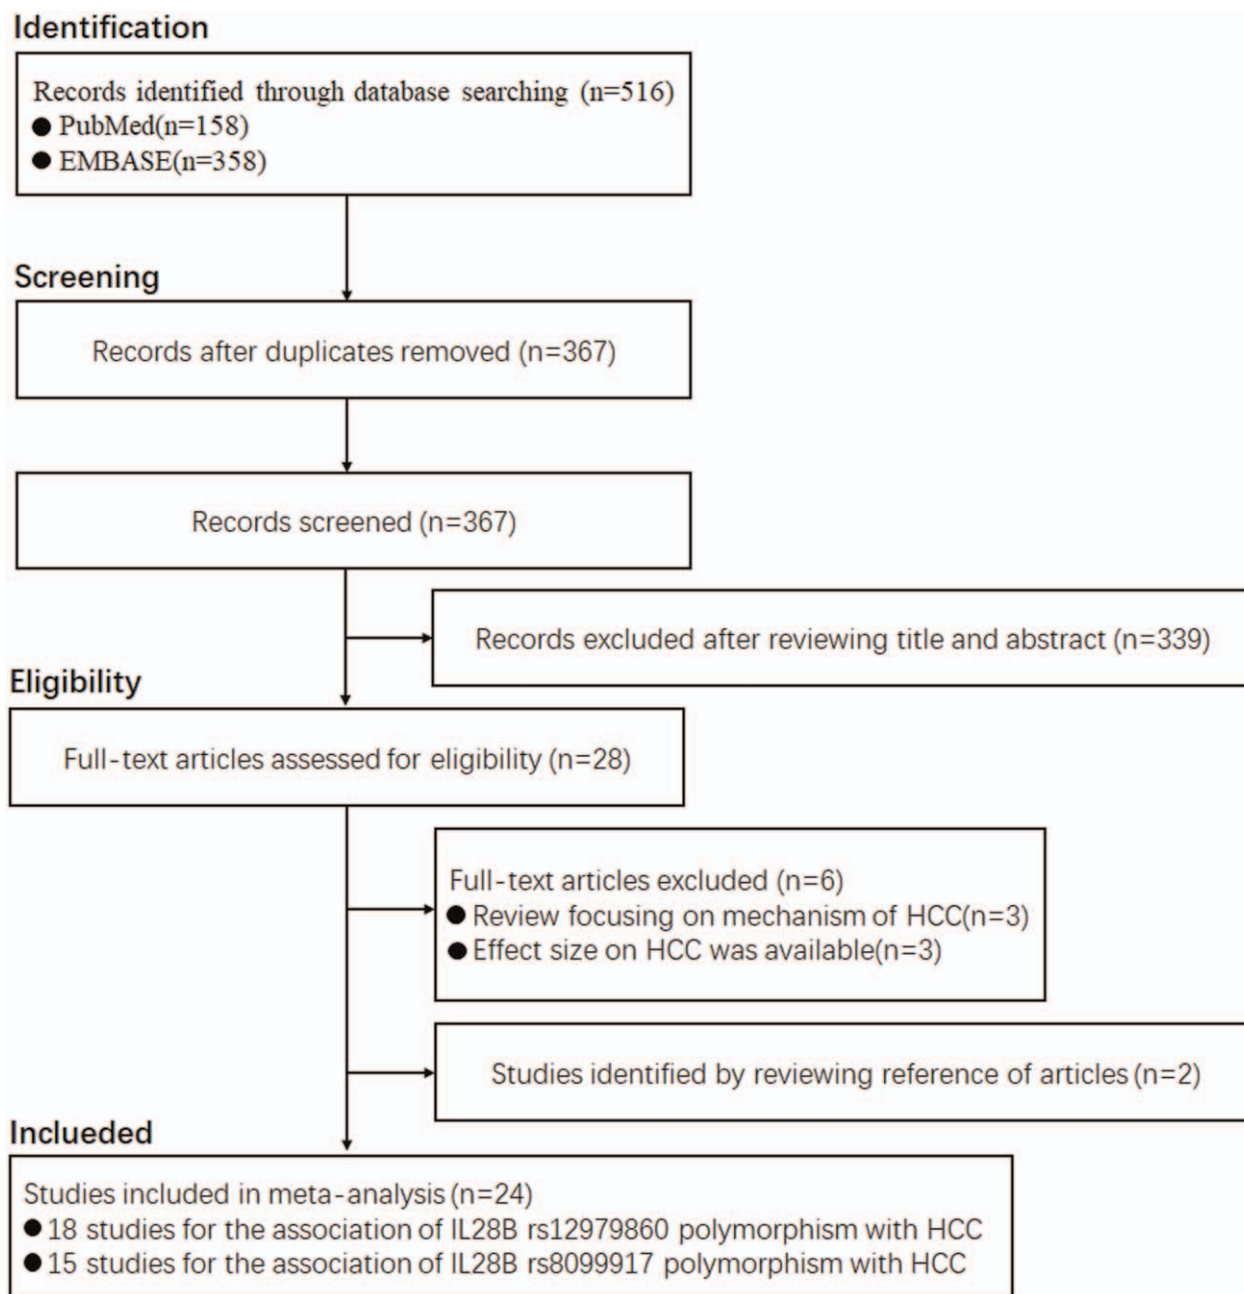 Identification
Records identified through database searching (n=516)
● PubMed(n=158)
● EMBASE(n=358)
Screening
Records after duplicates removed (n=367)
Records screened (n=367)
Records excluded after reviewing title and abstract (n=339)
Eligibility
Full-text articles assessed for eligibility (n=28)
Full-text articles excluded (n=6)
● Review focusing on mechanism of HCC(n=3)
● Effect size on HCC was available(n=3)
Studies identified by reviewing reference of articles (n=2)
Inclueded
Studies included in meta-analysis (n=24)
● 18 studies for the association of IL28B rs12979860 polymorphism with HCC
● 15 studies for the association of IL28B rs8099917 polymorphism with HCC